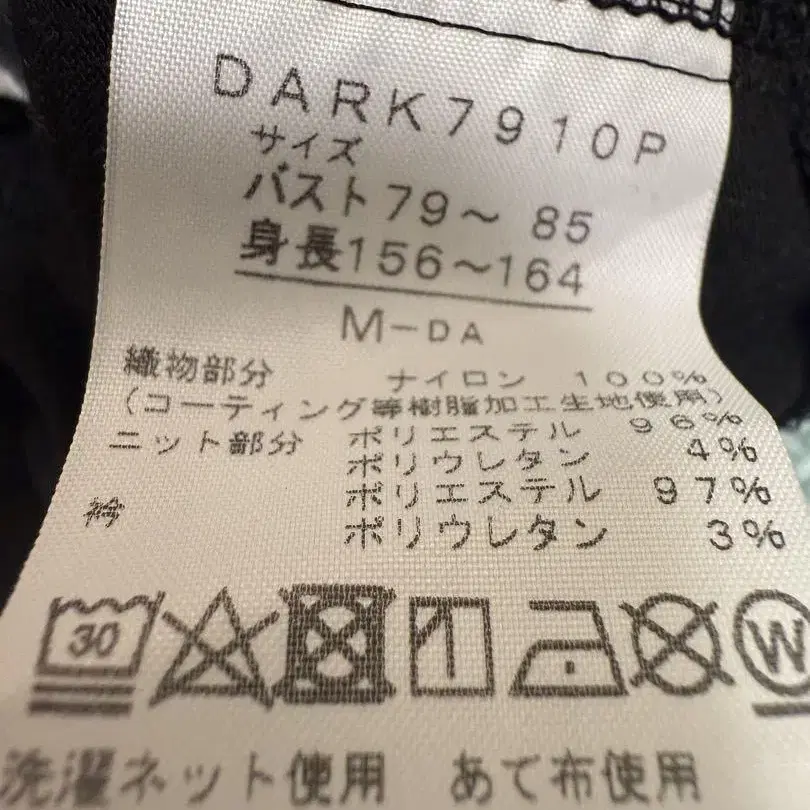 DARK7910P
サイズ
バスト79～ 85
身長156～164
M-DA
織物部分 ナイロン 100%
(コーティング等樹脂加工生地使用)
ニット部分 ポリエステル 96%
ポリウレタン 4%
衿 ポリエステル 97%
ポリウレタン 3%
30 W
洗濯ネット使用 あて布使用